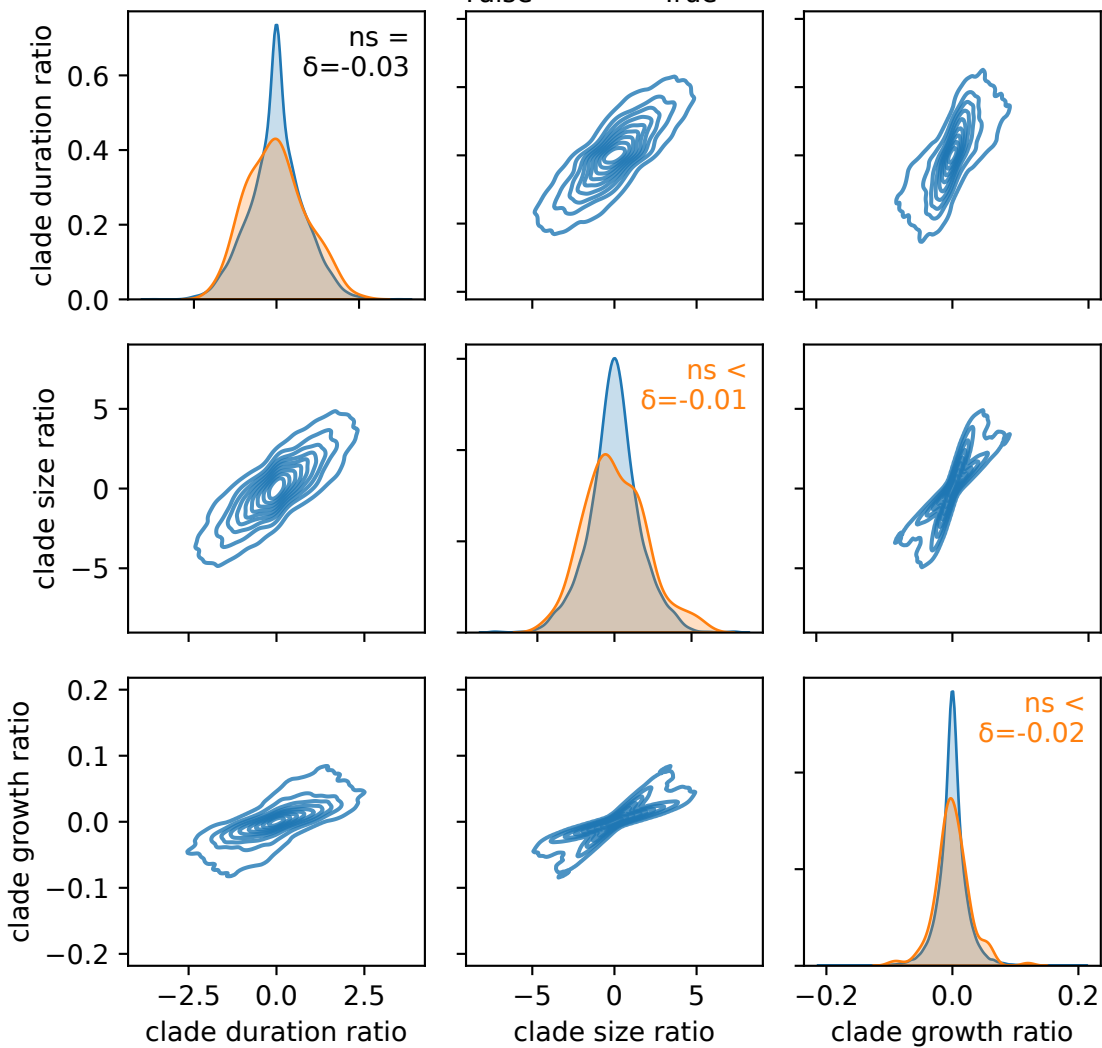 ns =
δ=-0.03
clade duration ratio
0.6
0.4
0.2
0.0
ns <
δ=-0.01
clade size ratio
5
0
−5
ns <
δ=-0.02
clade growth ratio
0.2
0.1
0.0
−0.1
−0.2
−2.5 0.0 2.5
−5 0 5
−0.2 0.0 0.2
clade duration ratio
clade size ratio
clade growth ratio